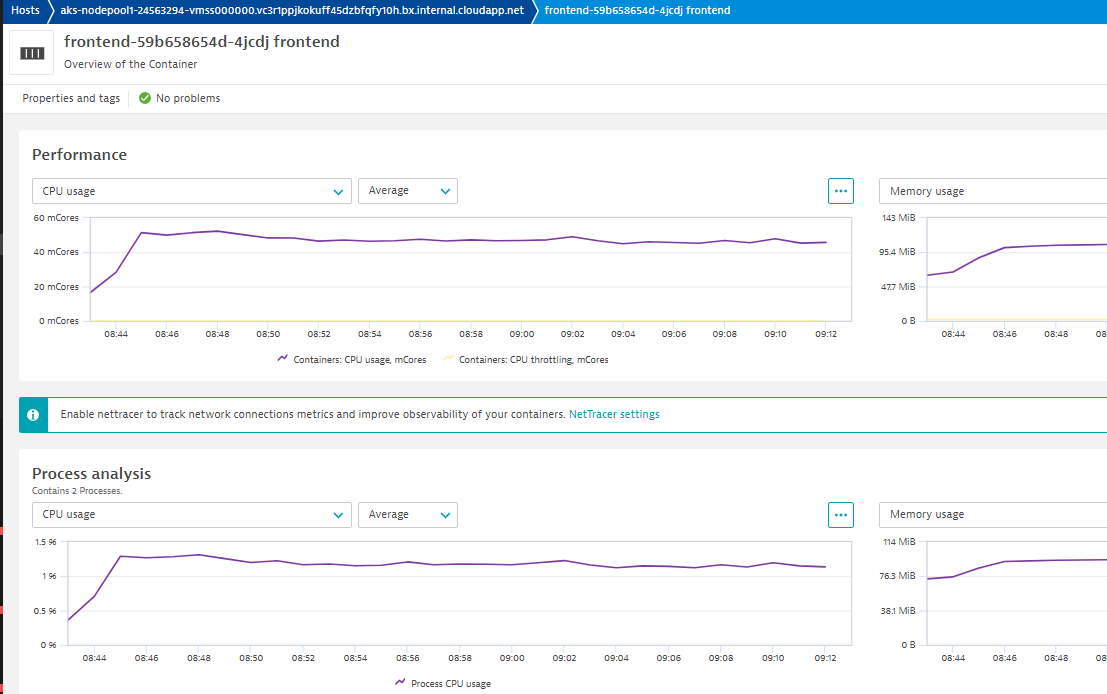 Hosts aks-nodepool1-24563294-vmss000000.vc3r1ppjkokuff45dzbfqfy10h.bx.internal.cloudapp.net frontend-59b658654d-4jcdj frontend
frontend-59b658654d-4jcdj frontend
Overview of the Container
Properties and tags No problems
Performance
CPU usage Average ... Memory usage
60 mCores
40 mCores
20 mCores
0 mCores
08:44 08:46 08:48 08:50 08:52 08:54 08:56 08:58 09:00 09:02 09:04 09:06 09:08 09:10 09:12
Containers: CPU usage, mCores Containers: CPU throttling, mCores
143 MiB
95.4 MiB
47.7 MiB
0 B
08:44 08:46 08:48
Enable nettracer to track network connections metrics and improve observability of your containers. NetTracer settings
Process analysis
Contains 2 Processes.
CPU usage Average ... Memory usage
1.5 %
1 %
0.5 %
0 %
08:44 08:46 08:48 08:50 08:52 08:54 08:56 08:58 09:00 09:02 09:04 09:06 09:08 09:10 09:12
Process CPU usage
114 MiB
76.3 MiB
38.1 MiB
0 B
08:44 08:46 08:48